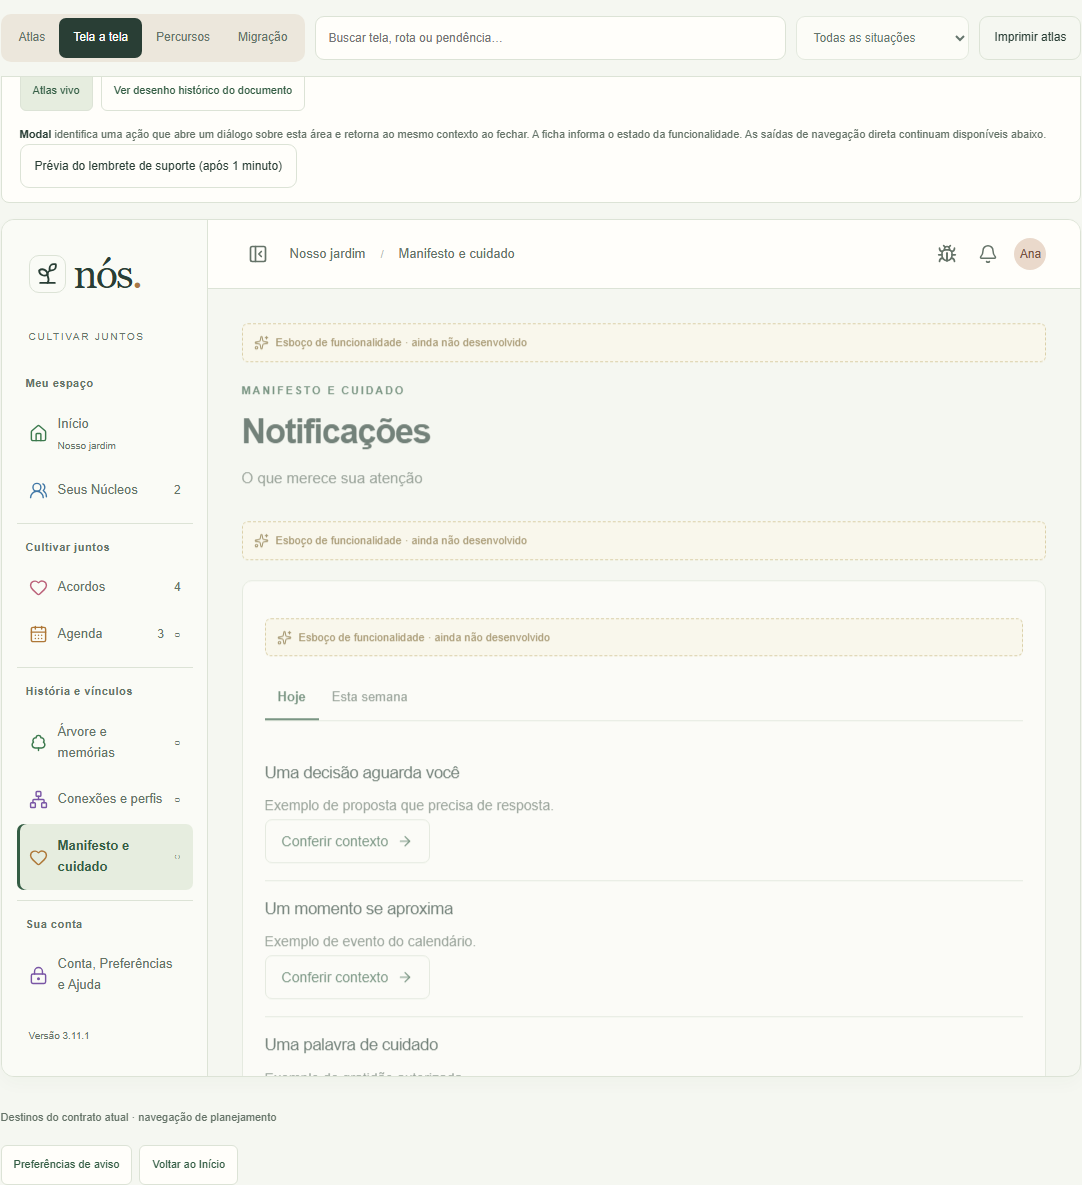 Atlas
Tela a tela
Percursos
Migração
Buscar tela, rota ou pendência...
Todas as situações
Imprimir atlas
Atlas vivo
Ver desenho histórico do documento
Modal identifica uma ação que abre um diálogo sobre esta área e retorna ao mesmo contexto ao fechar. A ficha informa o estado da funcionalidade. As saídas de navegação direta continuam disponíveis abaixo.
Prévia do lembrete de suporte (após 1 minuto)
nós.
CULTIVAR JUNTOS
Meu espaço
Início
Nosso jardim
Seus Núcleos 2
Cultivar juntos
Acordos 4
Agenda 3
História e vínculos
Árvore e
memórias
Conexões e perfis
Manifesto e
cuidado
Sua conta
Conta, Preferências
e Ajuda
Versão 3.11.1
Nosso jardim / Manifesto e cuidado
Ana
Esboço de funcionalidade · ainda não desenvolvido
MANIFESTO E CUIDADO
Notificações
O que merece sua atenção
Esboço de funcionalidade · ainda não desenvolvido
Esboço de funcionalidade · ainda não desenvolvido
Hoje
Esta semana
Uma decisão aguarda você
Exemplo de proposta que precisa de resposta.
Conferir contexto
Um momento se aproxima
Exemplo de evento do calendário.
Conferir contexto
Uma palavra de cuidado
Exemplo de gratidão autorizada.
Destinos do contrato atual · navegação de planejamento
Preferências de aviso
Voltar ao Início